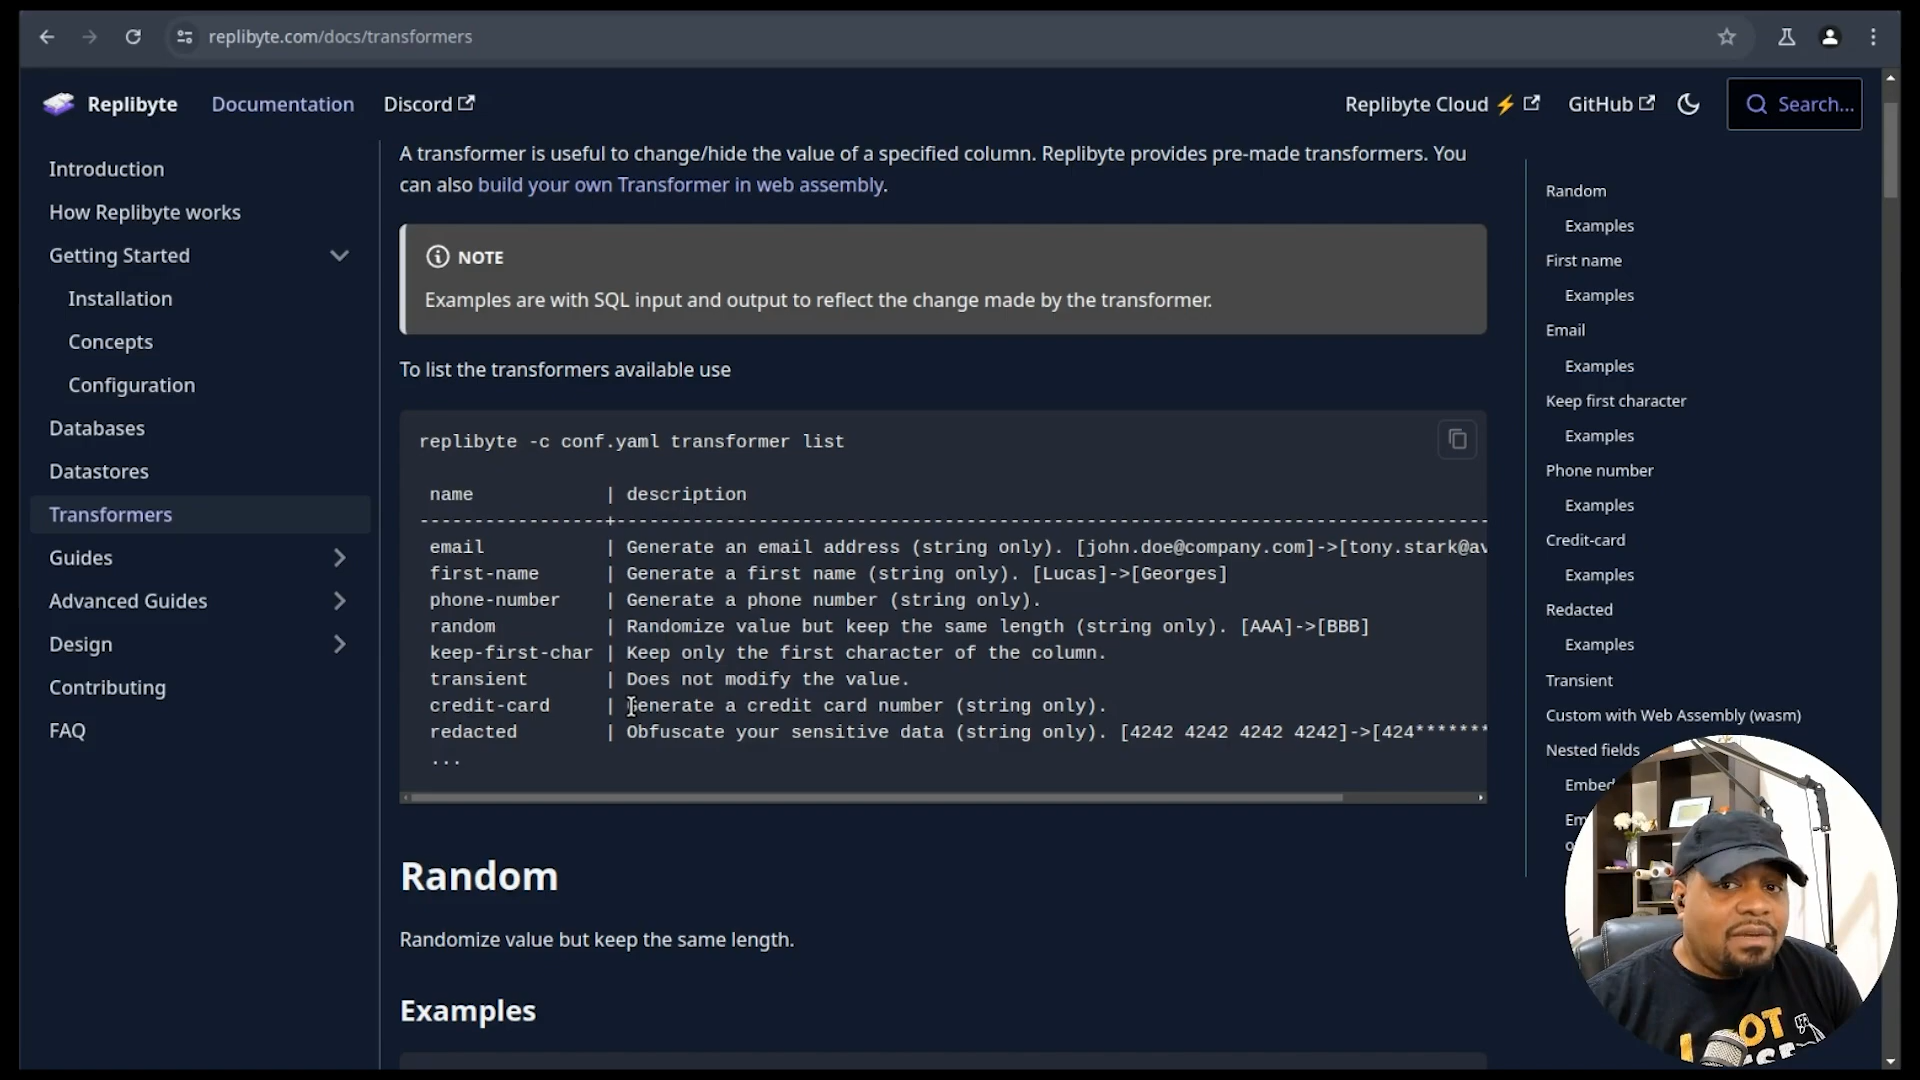 replibyte.com/docs/transformers
Replibyte
Documentation
Discord
Replibyte Cloud ⚡
GitHub
Search...
Introduction
How Replibyte works
Getting Started
Installation
Concepts
Configuration
Databases
Datastores
Transformers
Guides
Advanced Guides
Design
Contributing
FAQ
A transformer is useful to change/hide the value of a specified column. Replibyte provides pre-made transformers. You
can also build your own Transformer in web assembly.
NOTE
Examples are with SQL input and output to reflect the change made by the transformer.
To list the transformers available use
replibyte -c conf.yaml transformer list
name | description
-----------------+--------------------------------------------------------------------------------
email | Generate an email address (string only). [john.doe@company.com]->[tony.stark@av
first-name | Generate a first name (string only). [Lucas]->[Georges]
phone-number | Generate a phone number (string only).
random | Randomize value but keep the same length (string only). [AAA]->[BBB]
keep-first-char | Keep only the first character of the column.
transient | Does not modify the value.
credit-card | Generate a credit card number (string only).
redacted | Obfuscate your sensitive data (string only). [4242 4242 4242 4242]->[424*******
...
Random
Randomize value but keep the same length.
Examples
Random
Examples
First name
Examples
Email
Examples
Keep first character
Examples
Phone number
Examples
Credit-card
Examples
Redacted
Examples
Transient
Custom with Web Assembly (wasm)
Nested fields
Embed
Em